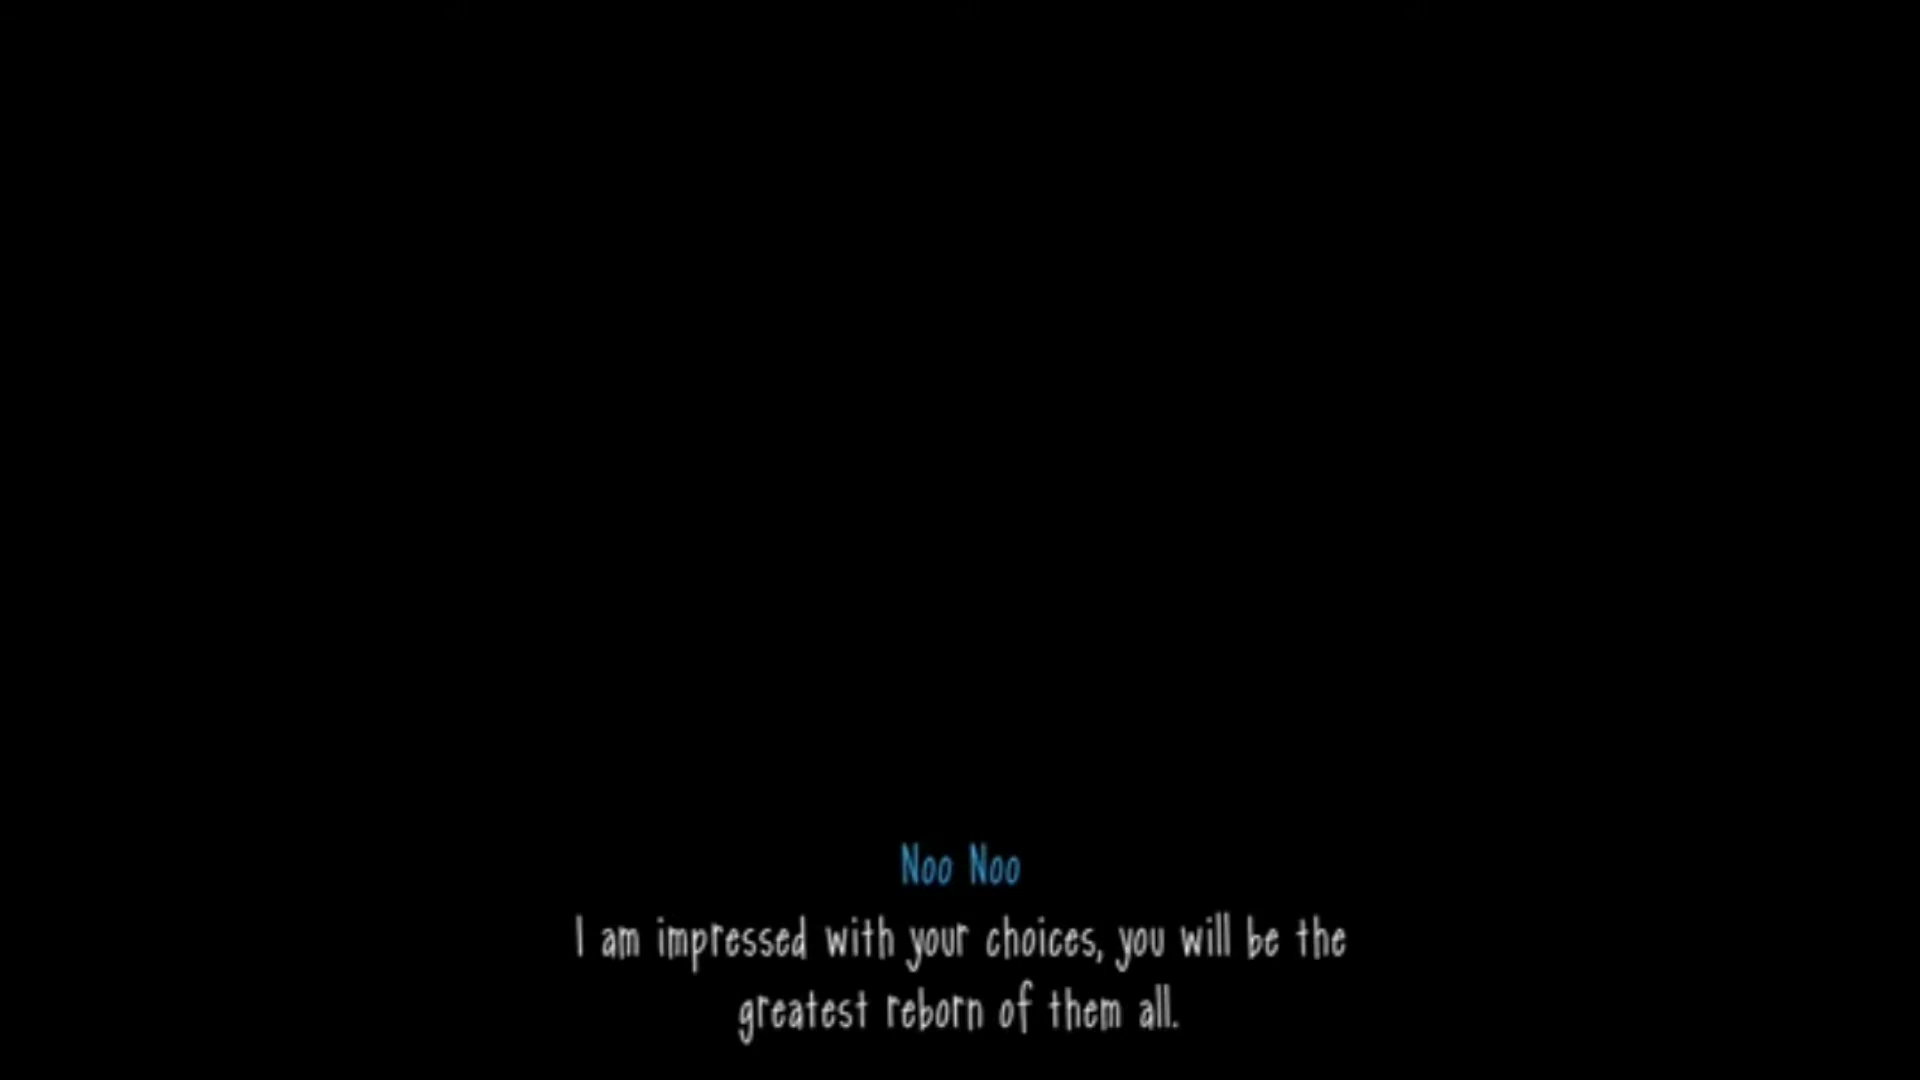 Noo Noo
I am impressed with your choices, you will be the
greatest reborn of them all.